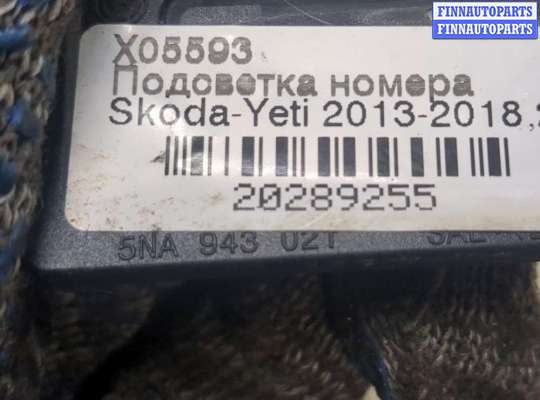 FINNAUTOPARTS
FINNAUTOPARTS
X05593
Подсветка номера
Skoda-Yeti 2013-2018,
20289255
5NA 943 021